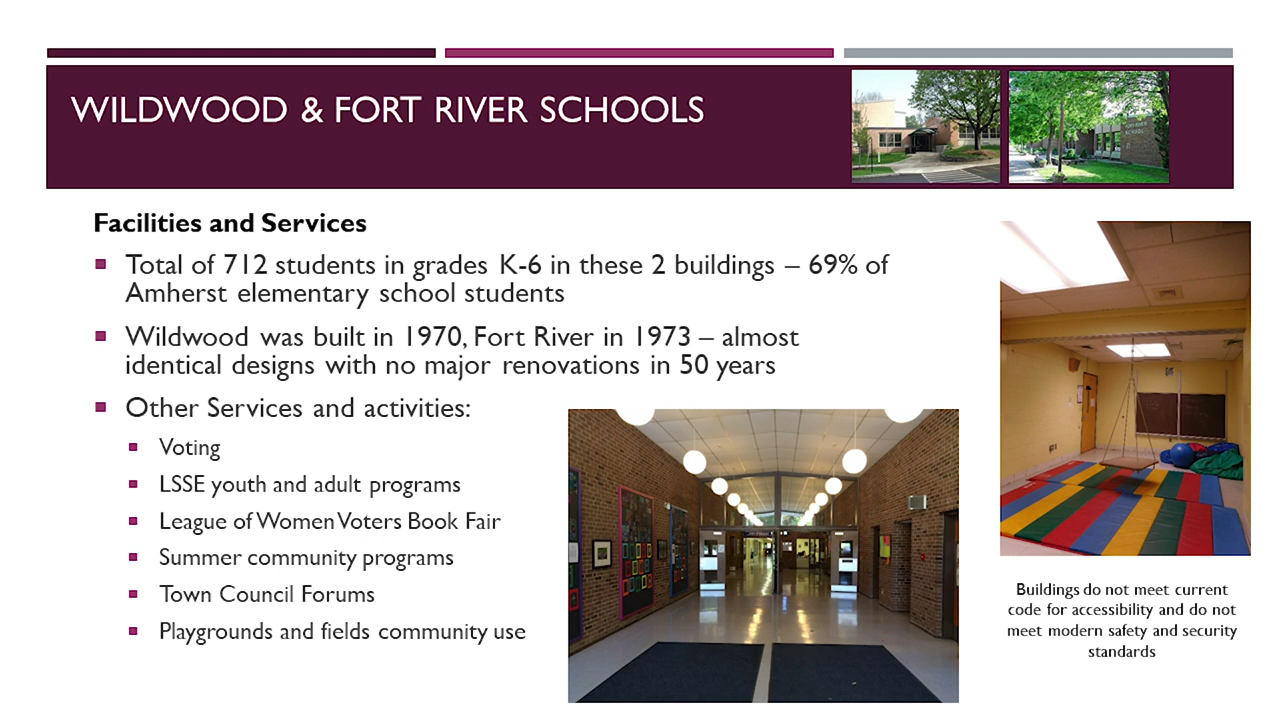 WILDWOOD & FORT RIVER SCHOOLS
Facilities and Services
Total of 712 students in grades K-6 in these 2 buildings – 69% of
Amherst elementary school students
Wildwood was built in 1970, Fort River in 1973 – almost
identical designs with no major renovations in 50 years
Other Services and activities:
Voting
LSSE youth and adult programs
League of Women Voters Book Fair
Summer community programs
Town Council Forums
Playgrounds and fields community use
Buildings do not meet current
code for accessibility and do not
meet modern safety and security
standards